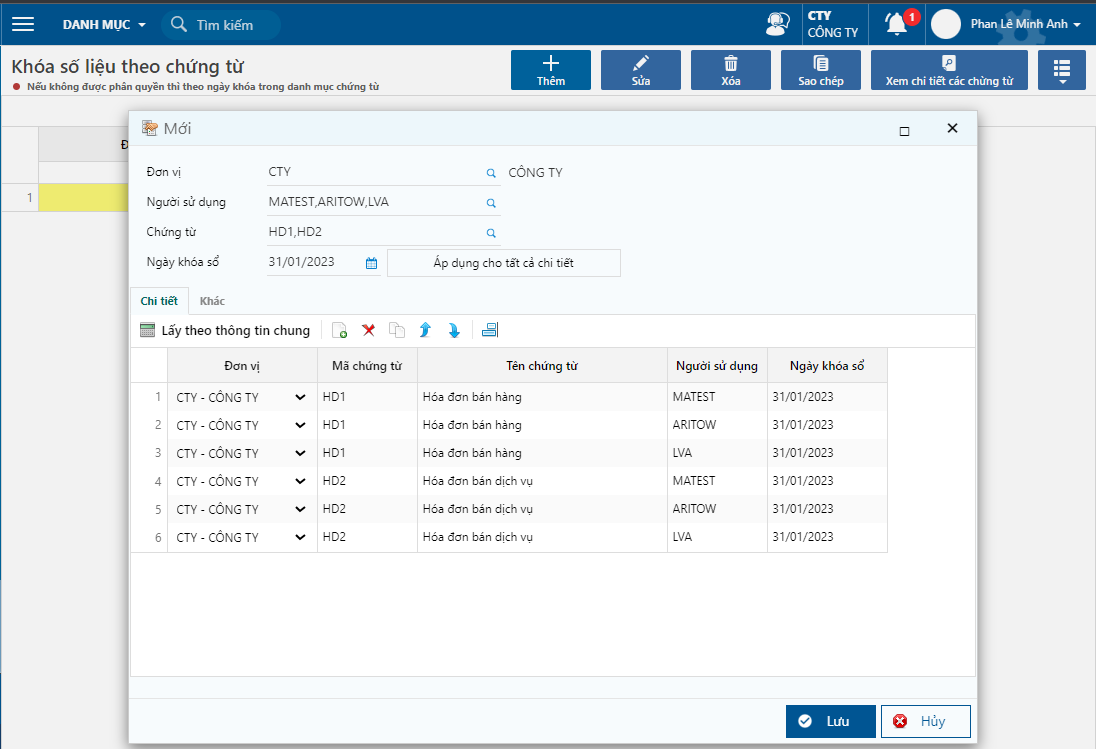 DANH MỤC
Tìm kiếm
CTY
CÔNG TY
1
Phan Lê Minh Anh
Khóa số liệu theo chứng từ
Nếu không được phân quyền thì theo ngày khóa trong danh mục chứng từ
Thêm
Sửa
Xóa
Sao chép
Xem chi tiết các chứng từ
1
Mới
Đơn vị CTY CÔNG TY
Người sử dụng MATEST,ARITOW,LVA
Chứng từ HD1,HD2
Ngày khóa sổ 31/01/2023 Áp dụng cho tất cả chi tiết
Chi tiết Khác
Lấy theo thông tin chung
Đơn vị Mã chứng từ Tên chứng từ Người sử dụng Ngày khóa sổ
1 CTY - CÔNG TY HD1 Hóa đơn bán hàng MATEST 31/01/2023
2 CTY - CÔNG TY HD1 Hóa đơn bán hàng ARITOW 31/01/2023
3 CTY - CÔNG TY HD1 Hóa đơn bán hàng LVA 31/01/2023
4 CTY - CÔNG TY HD2 Hóa đơn bán dịch vụ MATEST 31/01/2023
5 CTY - CÔNG TY HD2 Hóa đơn bán dịch vụ ARITOW 31/01/2023
6 CTY - CÔNG TY HD2 Hóa đơn bán dịch vụ LVA 31/01/2023
Lưu Hủy